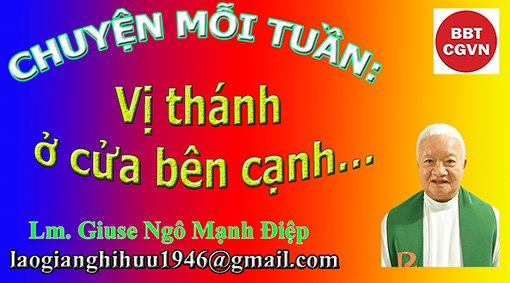 CHUYỆN MỖI TUẦN:
BBT
CGVN
Vị thánh
ở cửa bên cạnh...
Lm. Giuse Ngô Mạnh Điệp
laogianghihuu1946@gmail.com